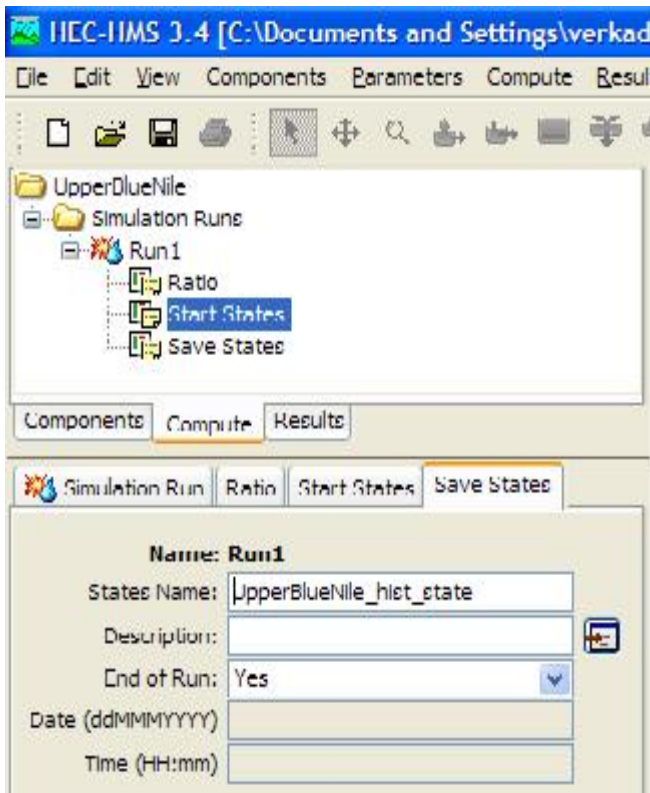 HEC-HMS 3.4 [C:\Documents and Settings\verkad
File Edit View Components Parameters Compute Resul
UpperBlueNile
Simulation Runs
Run1
Ratio
Start States
Save States
Components Compute Results
Simulation Run Ratio Start States Save States
Name: Run1
States Name: UpperBlueNile_hist_state
Description:
End of Run: Yes
Date (ddMMMYYYY)
Time (HH:mm)